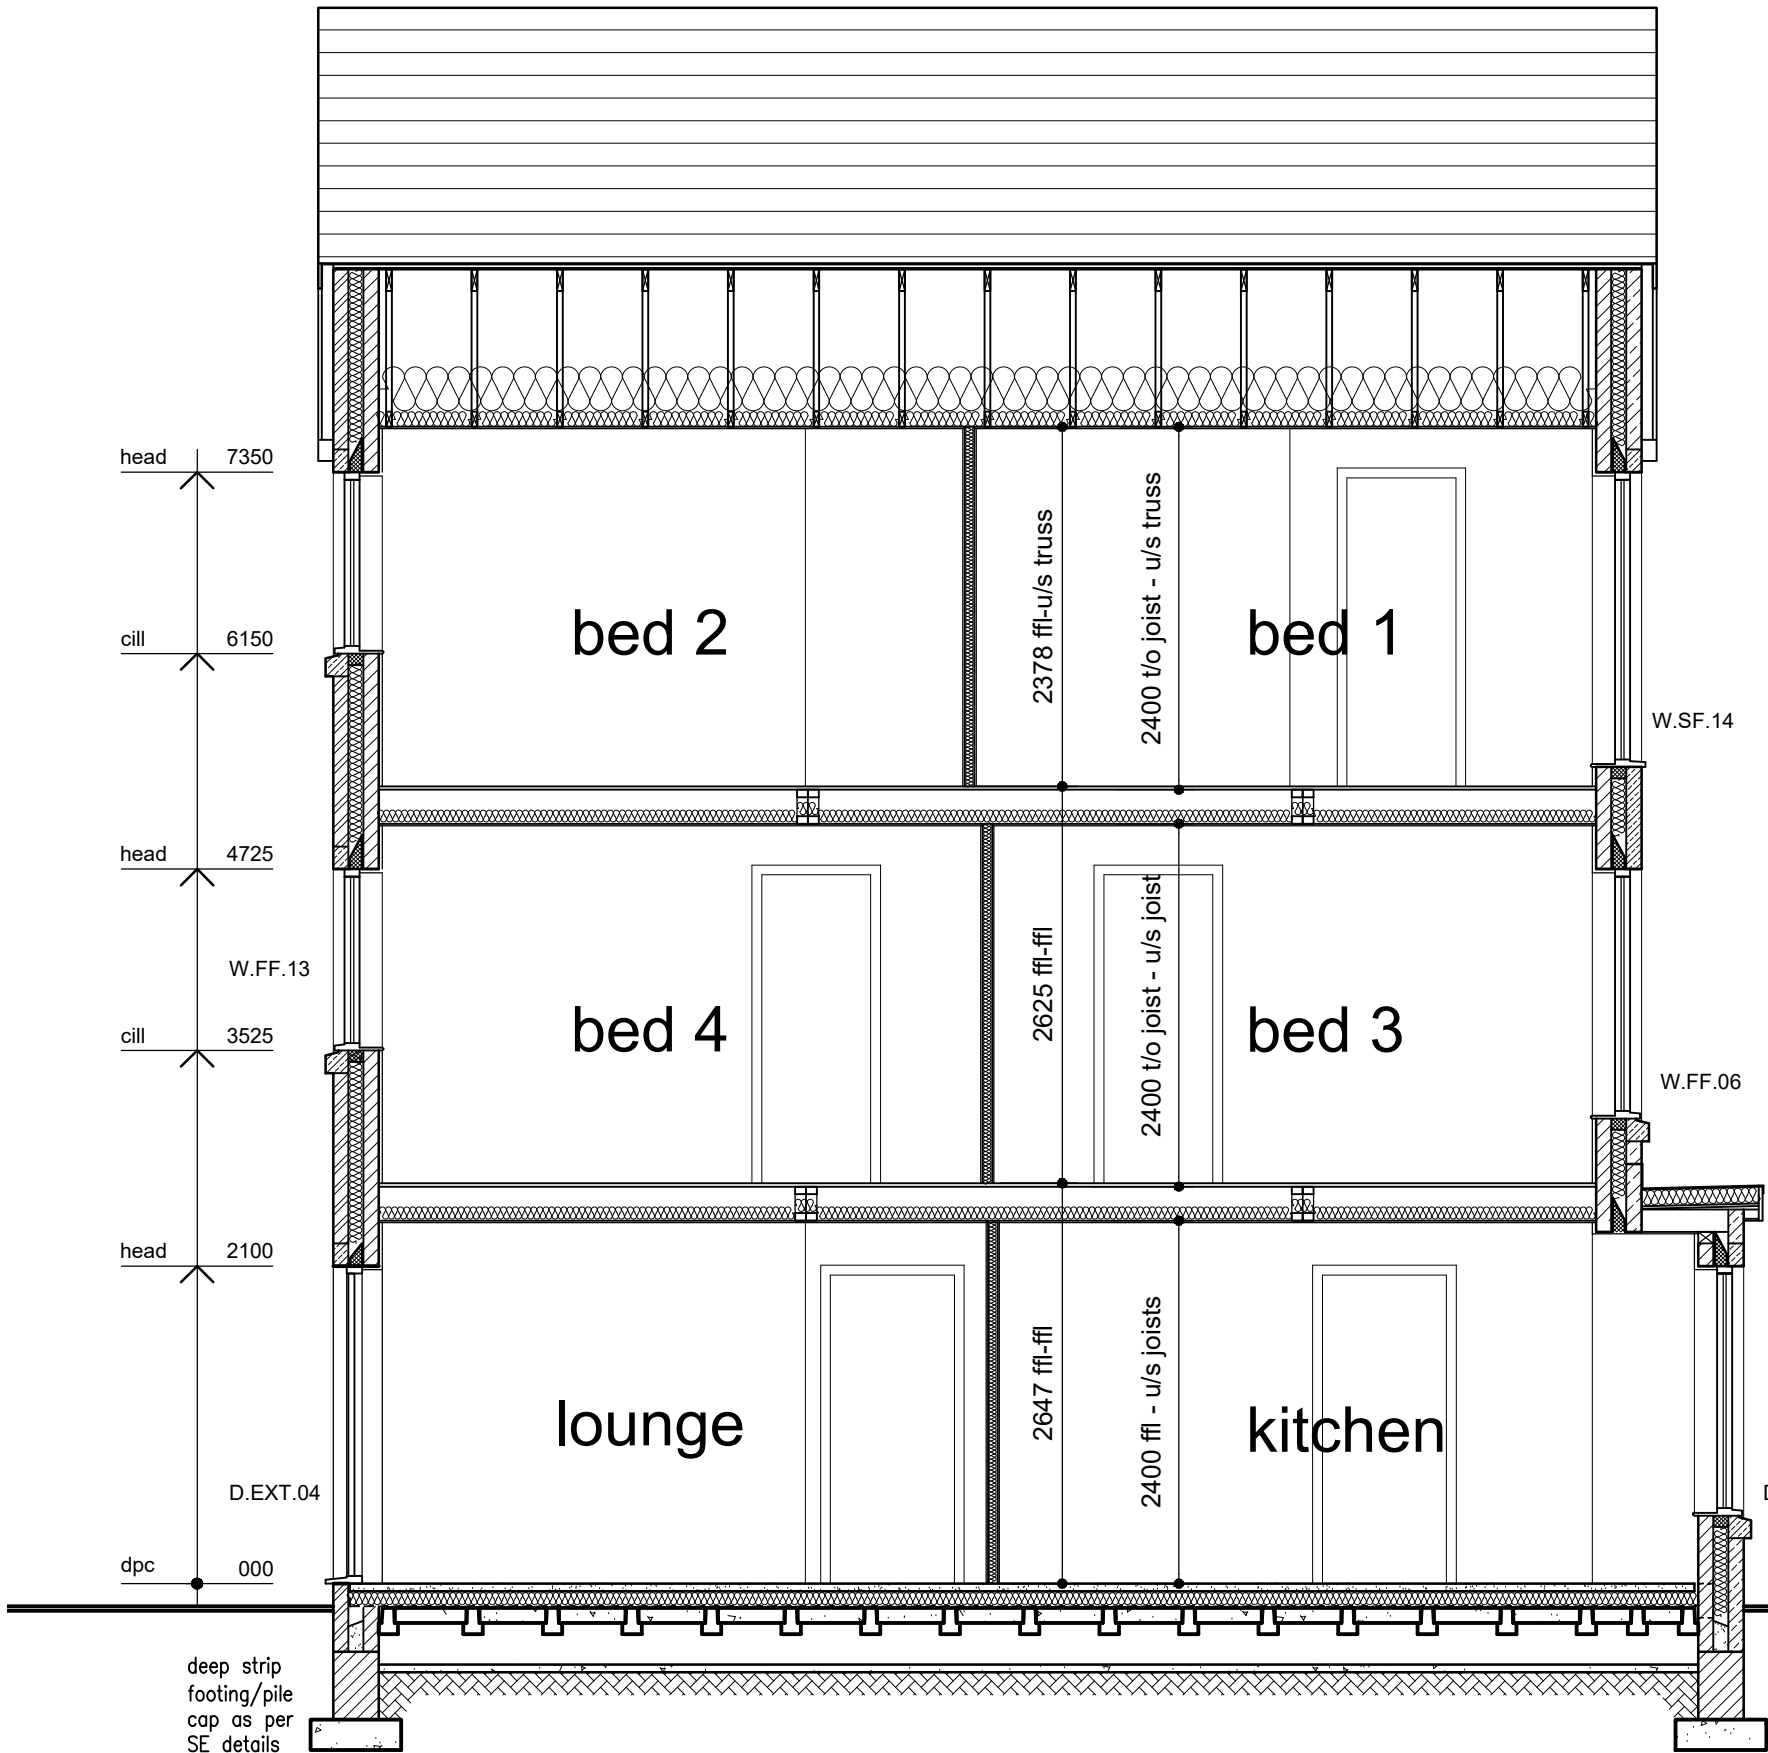 head 7350
2378 ffl-u/s truss
2400 t/o joist - u/s truss
bed 2
bed 1
cill 6150
W.SF.14
head 4725
W.FF.13
2625 ffl-ffl
2400 t/o joist - u/s joist
bed 4
bed 3
cill 3525
W.FF.06
head 2100
2647 ffl-ffl
2400 ffl - u/s joists
lounge
kitchen
D.EXT.04
dpc 000
deep strip
footing/pile
cap as per
SE details